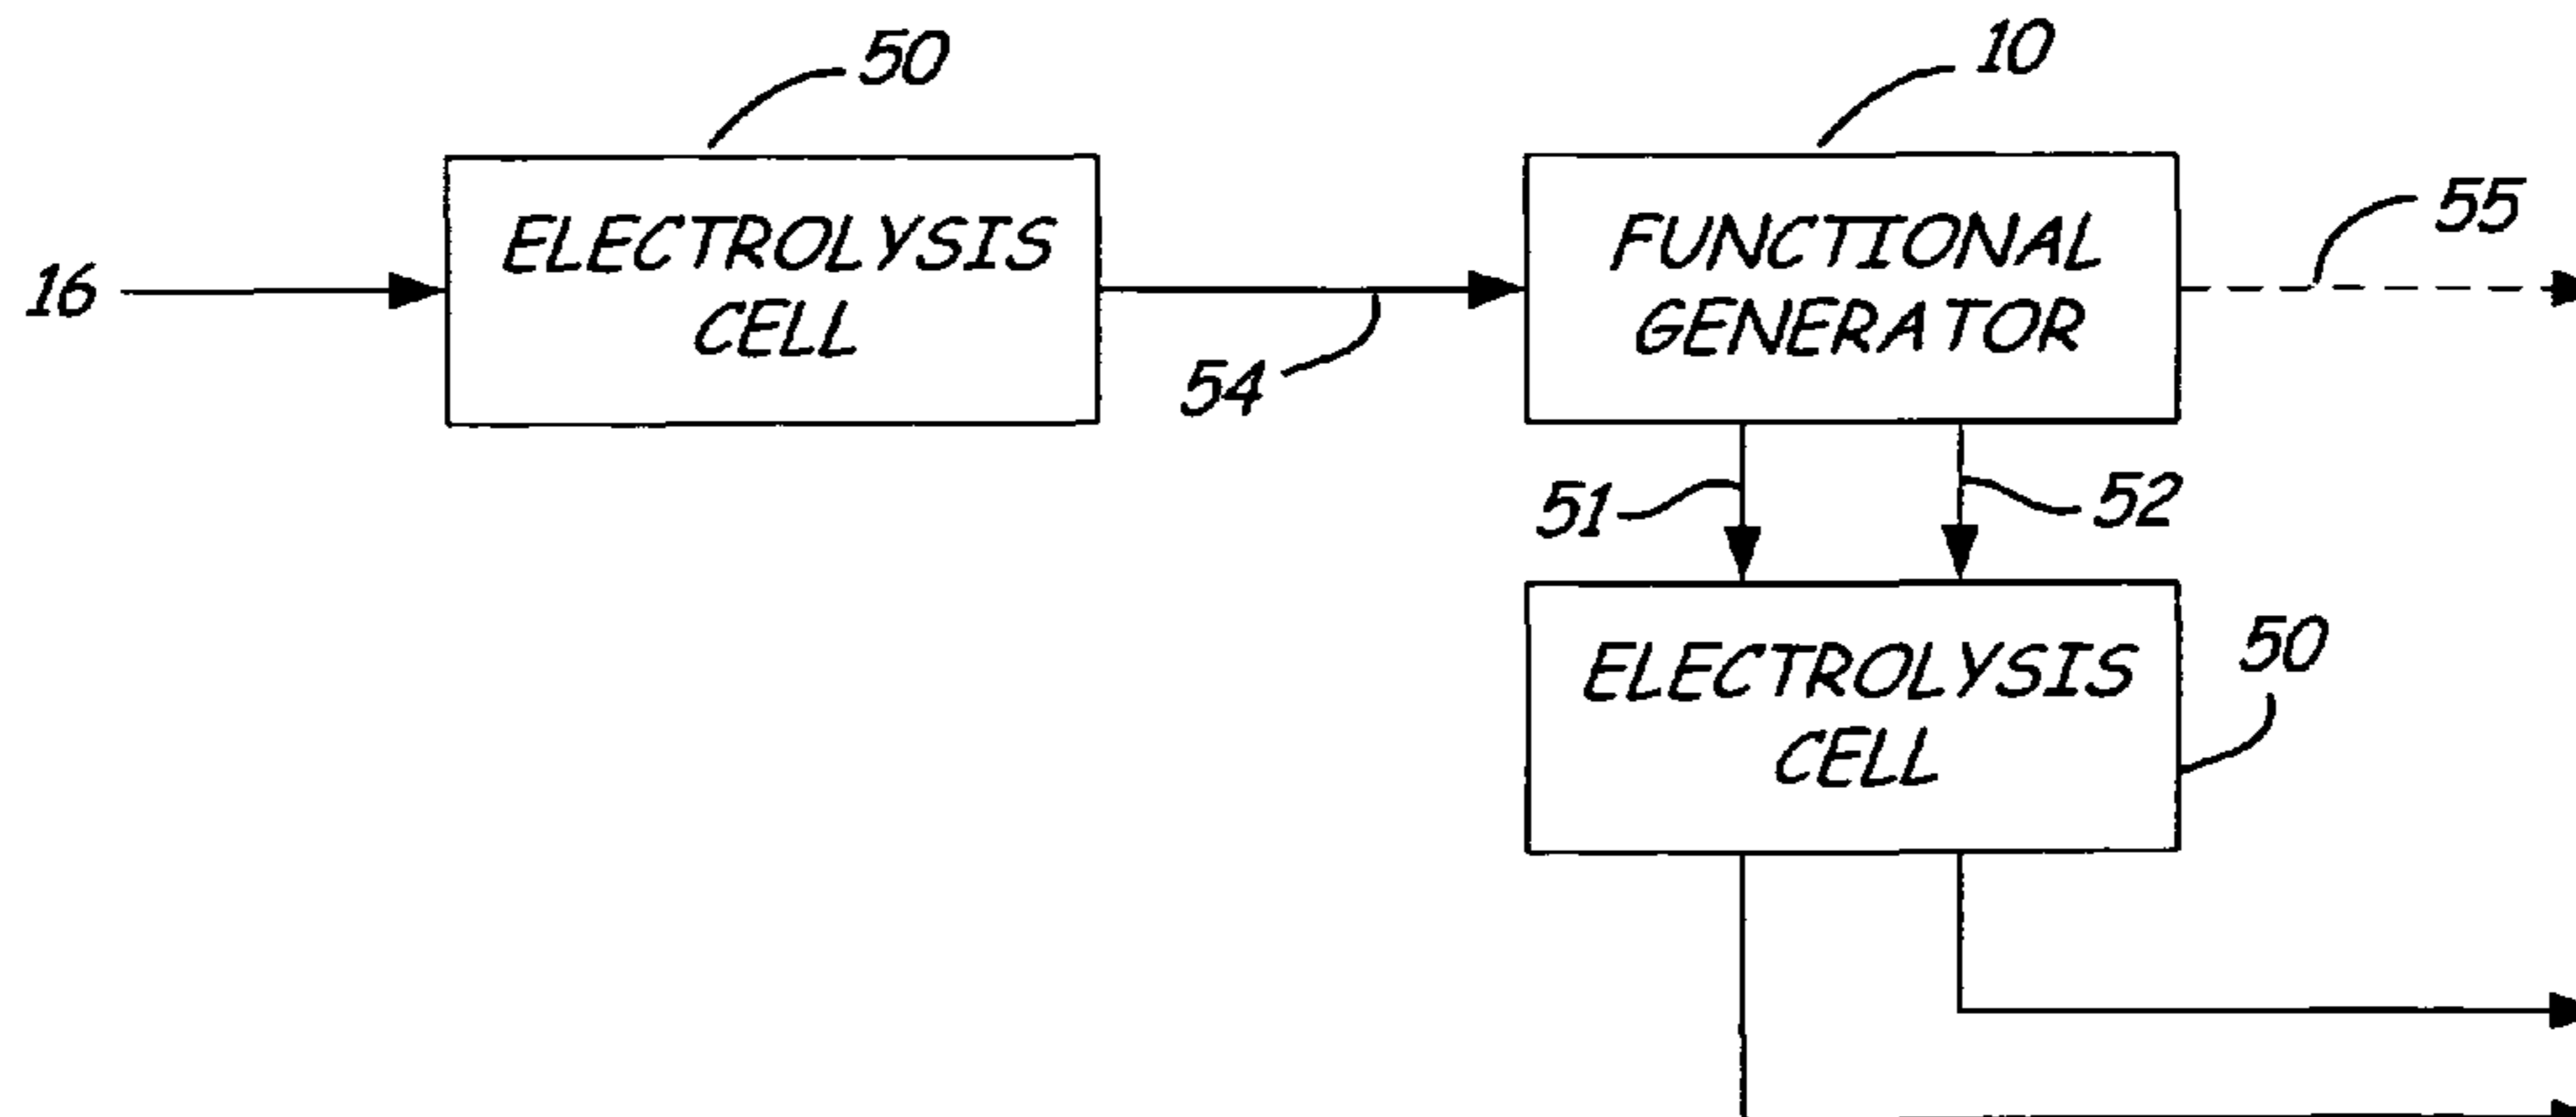 50
10
ELECTROLYSIS
CELL
FUNCTIONAL
GENERATOR
55
16
54
51
52
ELECTROLYSIS
CELL
50